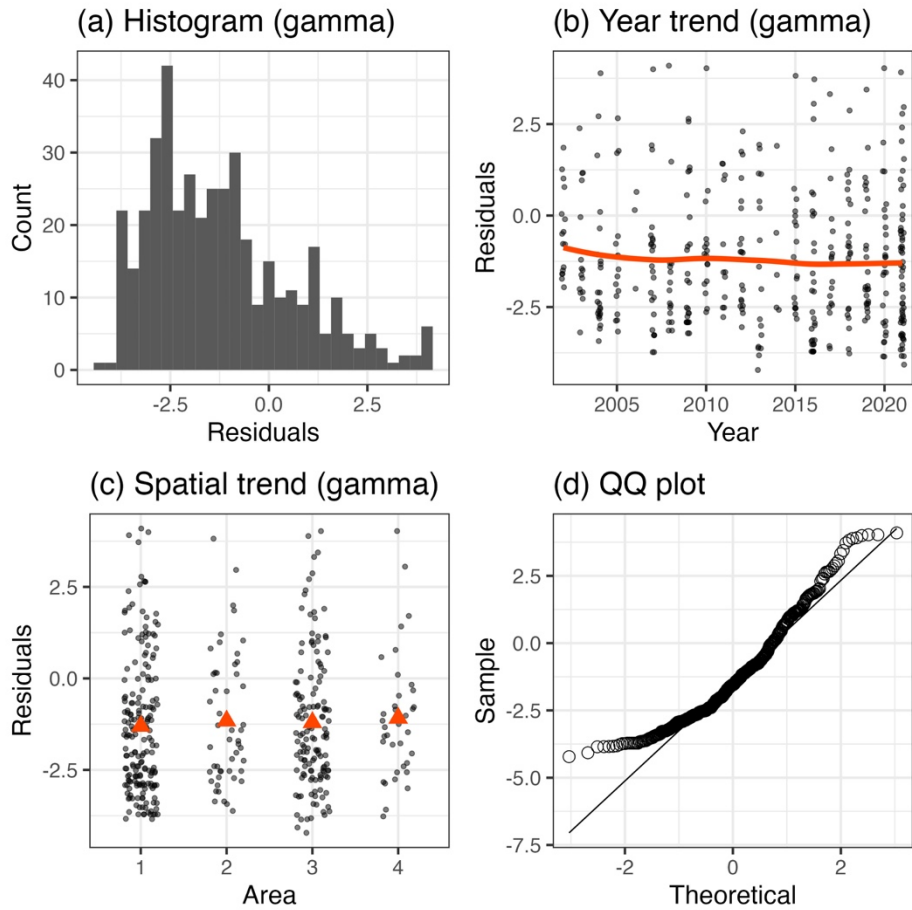 (a) Histogram (gamma)
Count
40
30
20
10
0
-2.5 0.0 2.5
Residuals
(b) Year trend (gamma)
Residuals
2.5
0.0
-2.5
2005 2010 2015 2020
Year
(c) Spatial trend (gamma)
Residuals
2.5
0.0
-2.5
1 2 3 4
Area
(d) QQ plot
Sample
2.5
0.0
-2.5
-5.0
-7.5
-2 0 2
Theoretical